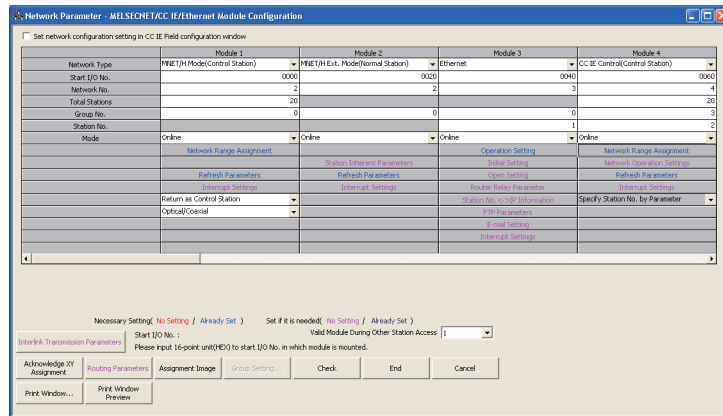 Network Parameter - MELSECNET/CC IE/Ethernet Module Configuration
Set network configuration setting in CC IE Field configuration window
Module 1 Module 2 Module 3 Module 4
Network Type MNET/H Mode(Control Station) MNET/H Ext. Mode(Normal Station) Ethernet CC IE Control(Control Station)
Start I/O No. 0000 0020 0040 0060
Network No. 2 2 3 4
Total Stations 20 20
Group No. 0 0 0 3
Station No. 1 2
Mode Online Online Online Online
Network Range Assignment Operation Setting Network Range Assignment
Station Inherent Parameters Initial Setting Network Operation Settings
Refresh Parameters Refresh Parameters Open Setting Refresh Parameters
Interrupt Settings Interrupt Settings Router Relay Parameter Interrupt Settings
Return as Control Station Station No. <->IP Information Specify Station No. by Parameter
Optical/Coaxial FTP Parameters
E-mail Setting
Interrupt Settings
Necessary Setting( No Setting / Already Set ) Set if it is needed( No Setting / Already Set )
Interlink Transmission Parameters Start I/O No. : Valid Module During Other Station Access 1
Please input 16-point unit(HEX) to start I/O No. in which module is mounted.
Acknowledge XY Assignment Routing Parameters Assignment Image Group Setting... Check End Cancel
Print Window... Print Window Preview